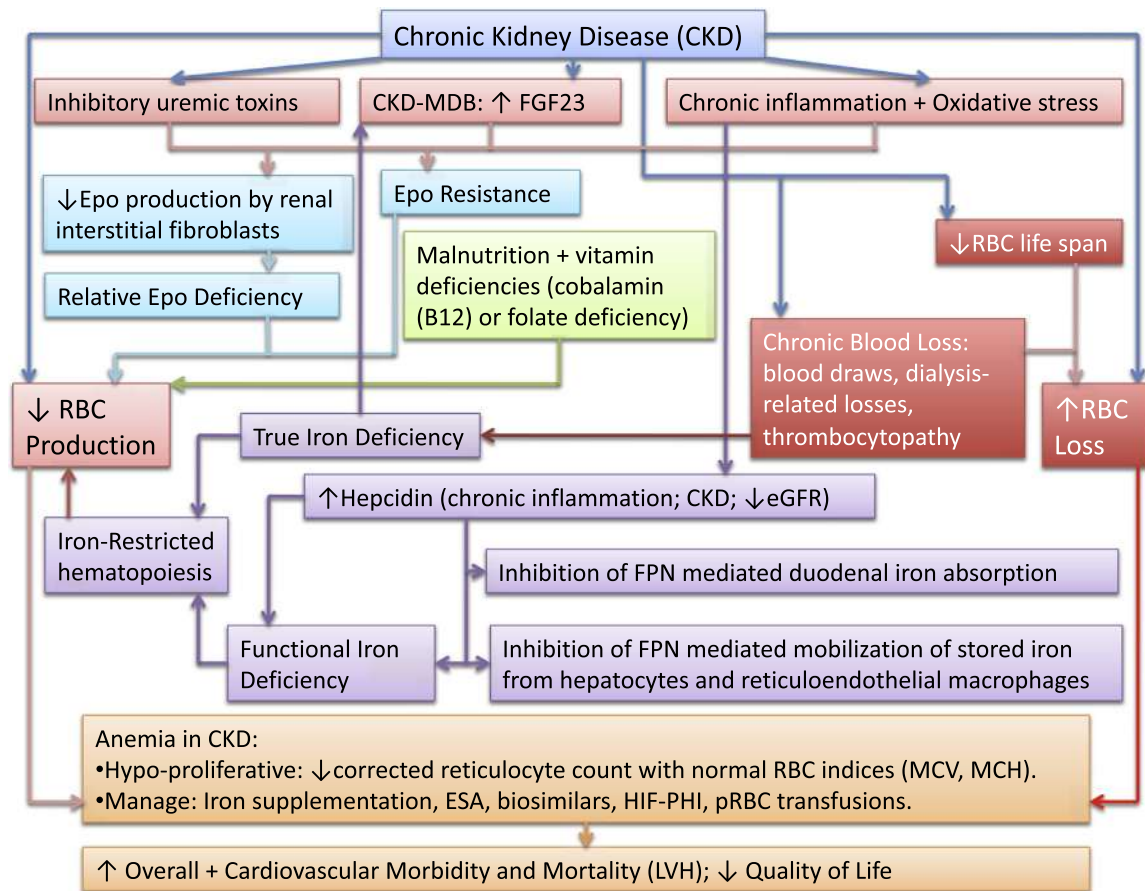 Chronic Kidney Disease (CKD)
Inhibitory uremic toxins
CKD-MDB: ↑ FGF23
Chronic inflammation + Oxidative stress
↓Epo production by renal
interstitial fibroblasts
Epo Resistance
↓RBC life span
Malnutrition + vitamin
deficiencies (cobalamin
(B12) or folate deficiency)
Relative Epo Deficiency
Chronic Blood Loss:
blood draws, dialysis-
related losses,
thrombocytopathy
↓ RBC
Production
↑RBC
Loss
True Iron Deficiency
↑Hepcidin (chronic inflammation; CKD; ↓eGFR)
Iron-Restricted
hematopoiesis
Inhibition of FPN mediated duodenal iron absorption
Functional Iron
Deficiency
Inhibition of FPN mediated mobilization of stored iron
from hepatocytes and reticuloendothelial macrophages
Anemia in CKD:
•Hypo-proliferative: ↓corrected reticulocyte count with normal RBC indices (MCV, MCH).
•Manage: Iron supplementation, ESA, biosimilars, HIF-PHI, pRBC transfusions.
↑ Overall + Cardiovascular Morbidity and Mortality (LVH); ↓ Quality of Life